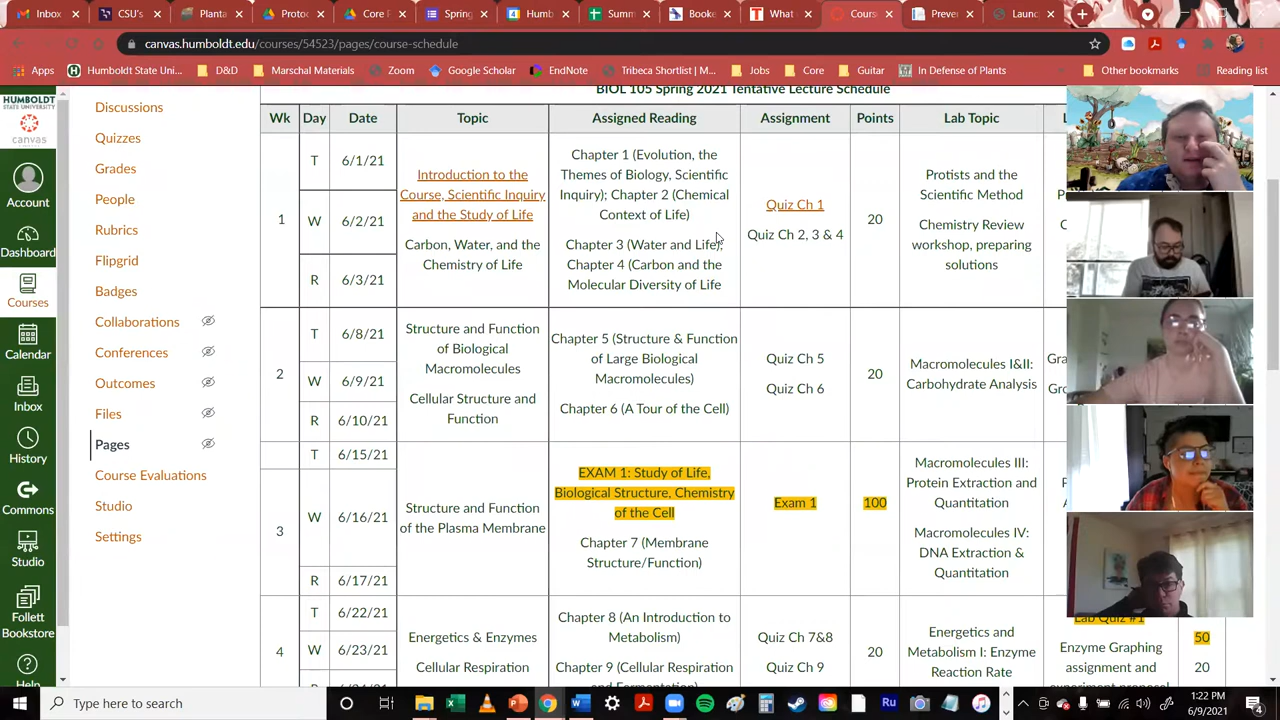 Inbox
CSU's
Planta
Protoc
Core P
Spring
Humb
Summ
Booke
What
Course
Preve
Launc
canvas.humboldt.edu/courses/54523/pages/course-schedule
Apps
Humboldt State Uni...
D&D
Marschal Materials
Zoom
Google Scholar
EndNote
Tribeca Shortlist | M...
Jobs
Core
Guitar
In Defense of Plants
Other bookmarks
Reading list
HUMBOLDT
STATE UNIVERSITY
canvas
Account
Dashboard
Courses
Calendar
Inbox
History
Commons
Studio
Follett
Bookstore
Help
Discussions
Quizzes
Grades
People
Rubrics
Flipgrid
Badges
Collaborations
Conferences
Outcomes
Files
Pages
Course Evaluations
Studio
Settings
BIOL 105 Spring 2021 Tentative Lecture Schedule
Wk Day Date Topic Assigned Reading Assignment Points Lab Topic
1
T 6/1/21
W 6/2/21
R 6/3/21
Introduction to the
Course, Scientific Inquiry
and the Study of Life
Carbon, Water, and the
Chemistry of Life
Chapter 1 (Evolution, the
Themes of Biology, Scientific
Inquiry); Chapter 2 (Chemical
Context of Life)
Chapter 3 (Water and Life);
Chapter 4 (Carbon and the
Molecular Diversity of Life
Quiz Ch 1
Quiz Ch 2, 3 & 4
20
Protists and the
Scientific Method
Chemistry Review
workshop, preparing
solutions
2
T 6/8/21
W 6/9/21
R 6/10/21
Structure and Function
of Biological
Macromolecules
Cellular Structure and
Function
Chapter 5 (Structure & Function
of Large Biological
Macromolecules)
Chapter 6 (A Tour of the Cell)
Quiz Ch 5
Quiz Ch 6
20
Macromolecules I&II:
Carbohydrate Analysis
3
T 6/15/21
W 6/16/21
R 6/17/21
Structure and Function
of the Plasma Membrane
EXAM 1: Study of Life,
Biological Structure, Chemistry
of the Cell
Chapter 7 (Membrane
Structure/Function)
Exam 1
100
Macromolecules III:
Protein Extraction and
Quantitation
Macromolecules IV:
DNA Extraction &
Quantitation
4
T 6/22/21
W 6/23/21
Energetics & Enzymes
Cellular Respiration
Chapter 8 (An Introduction to
Metabolism)
Chapter 9 (Cellular Respiration
and Fermentation)
Quiz Ch 7&8
Quiz Ch 9
20
Energetics and
Metabolism I: Enzyme
Reaction Rate
Lab Quiz #1
Enzyme Graphing
assignment and
experiment proposal
50
20
Type here to search
1:22 PM
6/9/2021
4